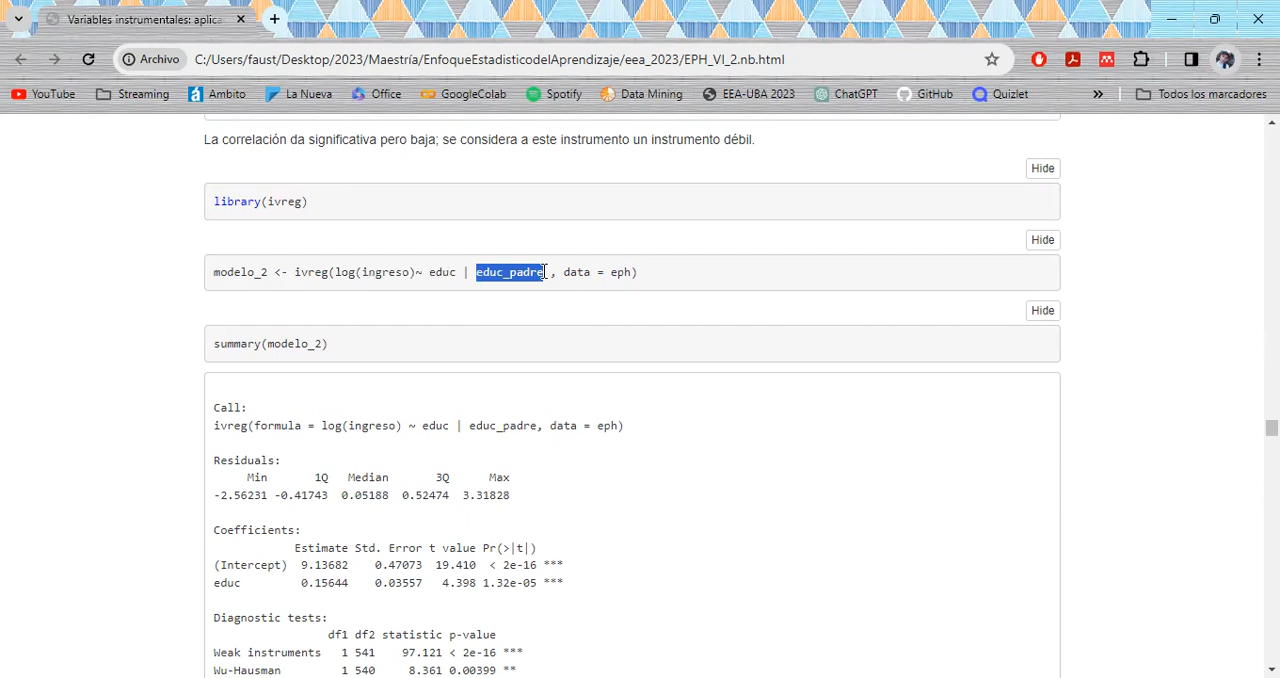 Variables instrumentales: aplica
Archivo
C:/Users/faust/Desktop/2023/Maestria/EnfoqueEstadisticodelAprendizaje/eea_2023/EPH_VI_2.nb.html
YouTube Streaming Ambito La Nueva Office GoogleColab Spotify Data Mining EEA-UBA 2023 ChatGPT GitHub Quizlet » Todos los marcadores
La correlación da significativa pero baja; se considera a este instrumento un instrumento débil.
Hide
library(ivreg)
Hide
modelo_2 <- ivreg(log(ingreso)~ educ | educ_padre , data = eph)
Hide
summary(modelo_2)
Call:
ivreg(formula = log(ingreso) ~ educ | educ_padre, data = eph)
Residuals:
Min 1Q Median 3Q Max
-2.56231 -0.41743 0.05188 0.52474 3.31828
Coefficients:
Estimate Std. Error t value Pr(>|t|)
(Intercept) 9.13682 0.47073 19.410 < 2e-16 ***
educ 0.15644 0.03557 4.398 1.32e-05 ***
Diagnostic tests:
df1 df2 statistic p-value
Weak instruments 1 541 97.121 < 2e-16 ***
Wu-Hausman 1 540 8.361 0.00399 **